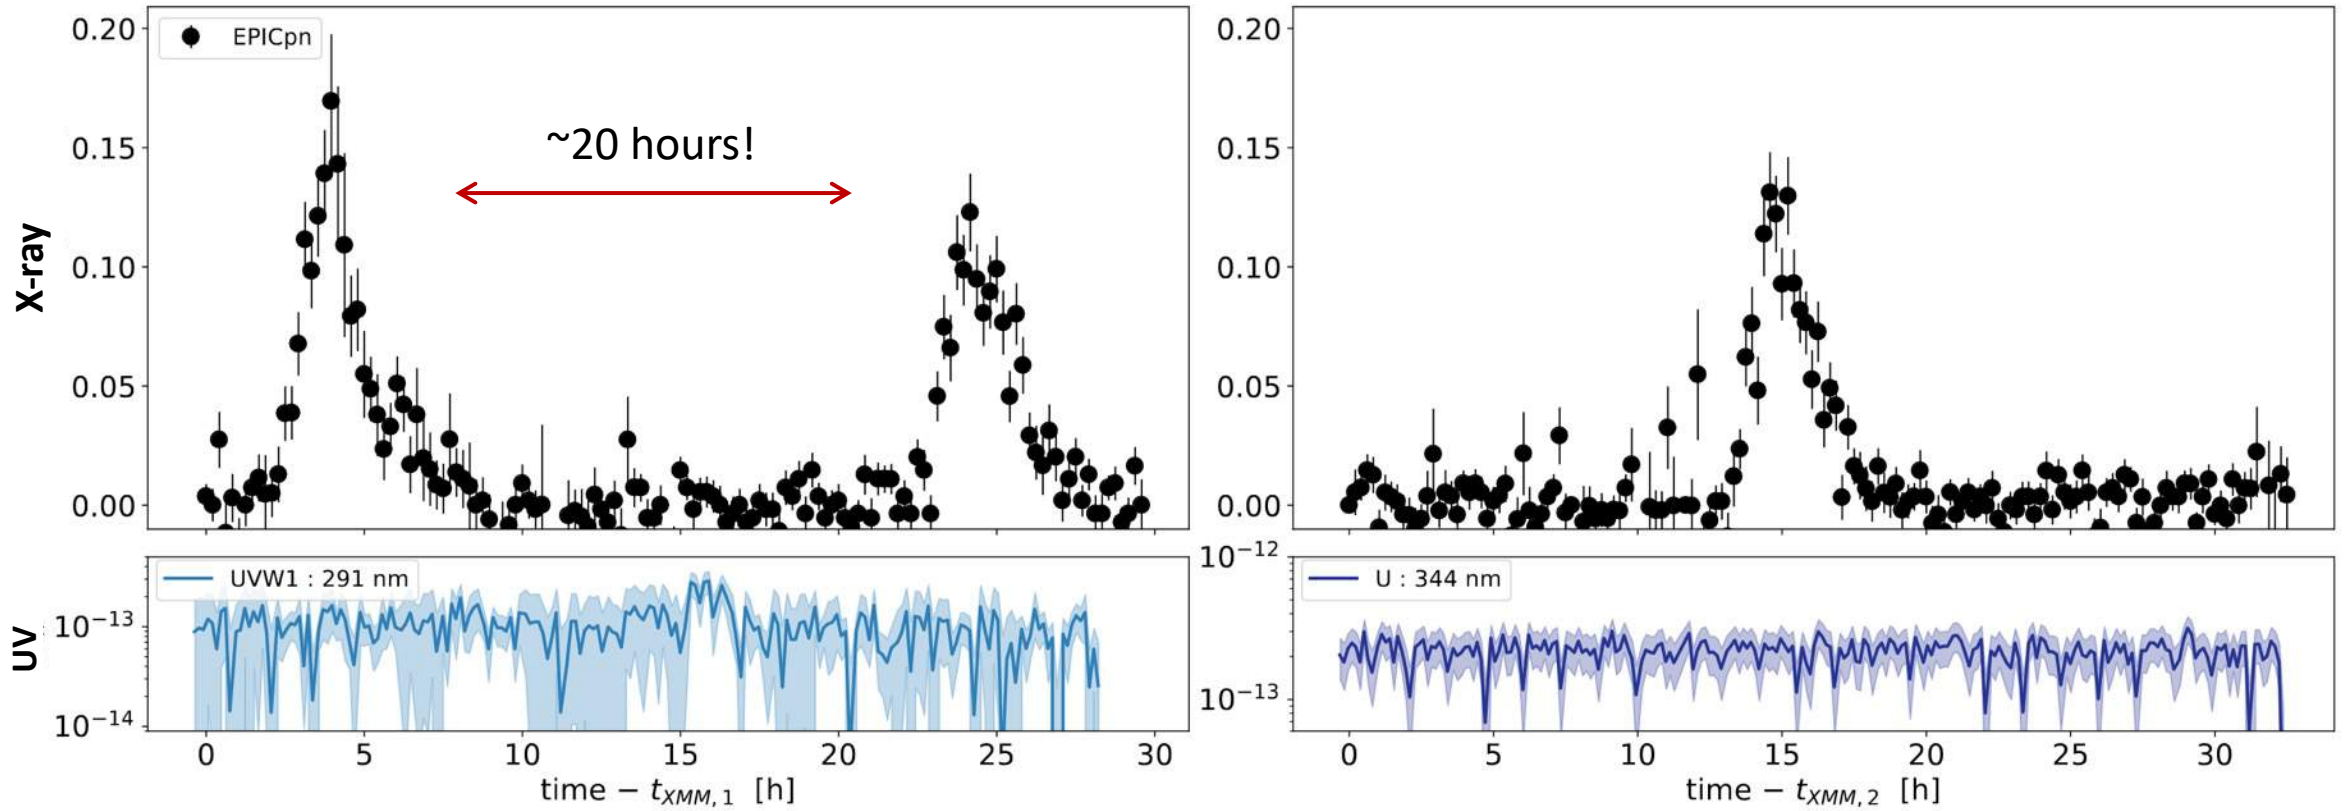 X-ray
0.20
0.15
0.10
0.05
0.00
EPICpn
~20 hours!
0.20
0.15
0.10
0.05
0.00
UV
10⁻¹³
10⁻¹⁴
UVW1 : 291 nm
0 5 10 15 20 25 30
time − t_XMM, 1 [h]
10⁻¹²
10⁻¹³
U : 344 nm
0 5 10 15 20 25 30
time − t_XMM, 2 [h]